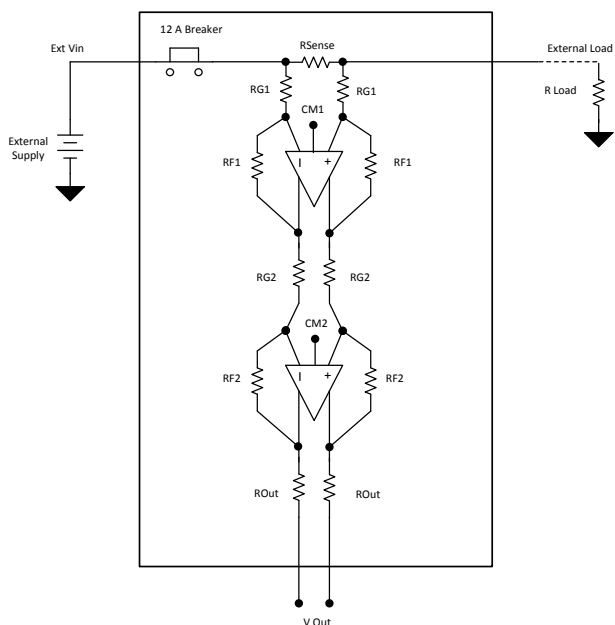 12 A Breaker
Ext Vin
RSense
External Load
RG1
RG1
R Load
CM1
External
Supply
RF1
−
+
RF1
RG2
RG2
CM2
RF2
−
+
RF2
ROut
ROut
V Out